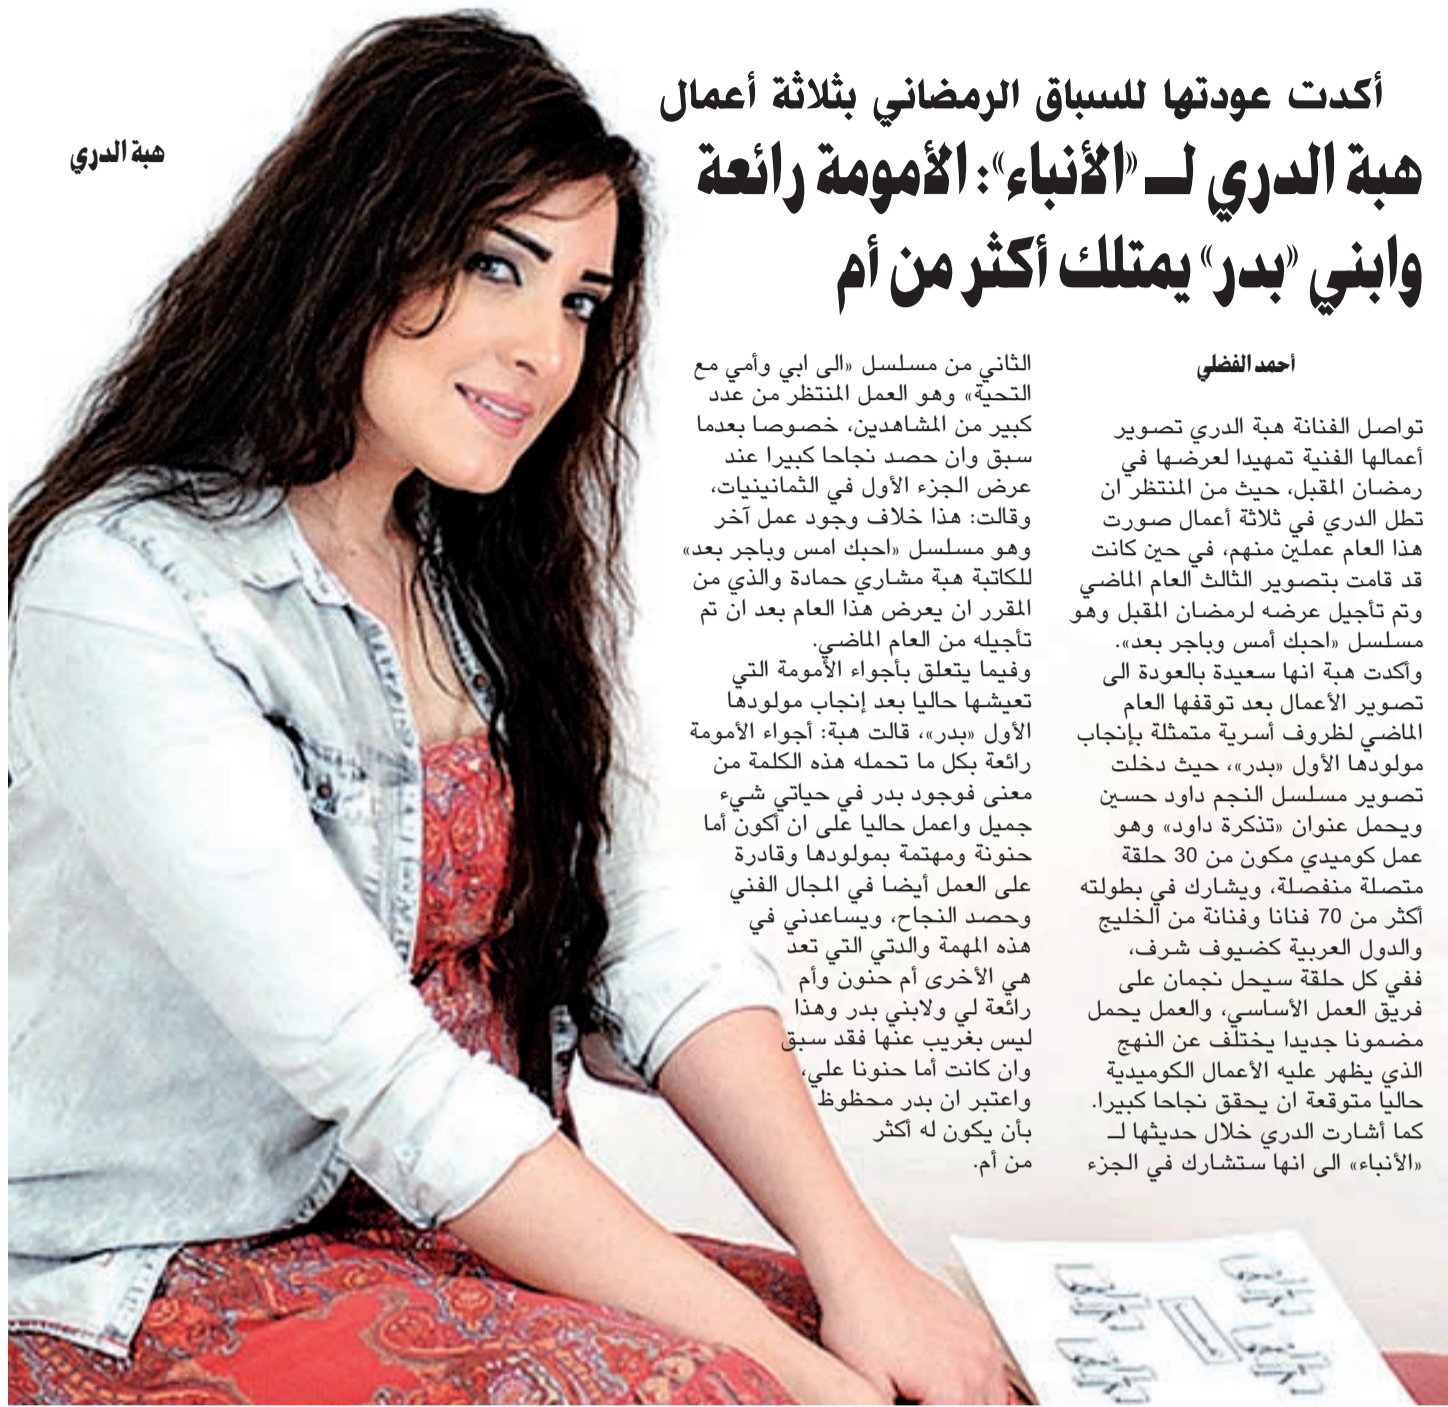 أكدت عودتها للسباق الرمضاني بثلاثة أعمال
هبة الدري لــ «الأنباء»: الأمومة رائعة
وابني «بدر» يمتلك أكثر من أم
هبة الدري
أحمد الفضلي
تواصل الفنانة هبة الدري تصوير
أعمالها الفنية تمهيدا لعرضها في
رمضان المقبل، حيث من المنتظر ان
تطل الدري في ثلاثة أعمال صورت
هذا العام عملين منهم، في حين كانت
قد قامت بتصوير الثالث العام الماضي
وتم تأجيل عرضه لرمضان المقبل وهو
مسلسل «احبك أمس وباجر بعد».
وأكدت هبة انها سعيدة بالعودة الى
تصوير الأعمال بعد توقفها العام
الماضي لظروف أسرية متمثلة بإنجاب
مولودها الأول «بدر»، حيث دخلت
تصوير مسلسل النجم داود حسين
ويحمل عنوان «تذكرة داود» وهو
عمل كوميدي مكون من 30 حلقة
متصلة منفصلة، ويشارك في بطولته
أكثر من 70 فنانا وفنانة من الخليج
والدول العربية كضيوف شرف،
ففي كل حلقة سيحل نجمان على
فريق العمل الأساسي، والعمل يحمل
مضمونا جديدا يختلف عن النهج
الذي يظهر عليه الأعمال الكوميدية
حاليا متوقعة ان يحقق نجاحا كبيرا.
كما أشارت الدري خلال حديثها لــ
«الأنباء» الى انها ستشارك في الجزء
الثاني من مسلسل «الى ابي وأمي مع
التحية» وهو العمل المنتظر من عدد
كبير من المشاهدين، خصوصا بعدما
سبق وان حصد نجاحا كبيرا عند
عرض الجزء الأول في الثمانينيات،
وقالت: هذا خلاف وجود عمل آخر
وهو مسلسل «احبك امس وباجر بعد»
للكاتبة هبة مشاري حمادة والذي من
المقرر ان يعرض هذا العام بعد ان تم
تأجيله من العام الماضي.
وفيما يتعلق بأجواء الأمومة التي
تعيشها حاليا بعد إنجاب مولودها
الأول «بدر»، قالت هبة: أجواء الأمومة
رائعة بكل ما تحمله هذه الكلمة من
معنى فوجود بدر في حياتي شيء
جميل واعمل حاليا على ان أكون أما
حنونة ومهتمة بمولودها وقادرة
على العمل أيضا في المجال الفني
وحصد النجاح، ويساعدني في
هذه المهمة والدتي التي تعد
هي الأخرى أم حنون وأم
رائعة لي ولابني بدر وهذا
ليس بغريب عنها فقد سبق
وان كانت أما حنونا علي،
واعتبر ان بدر محظوظ
بأن يكون له أكثر
من أم.